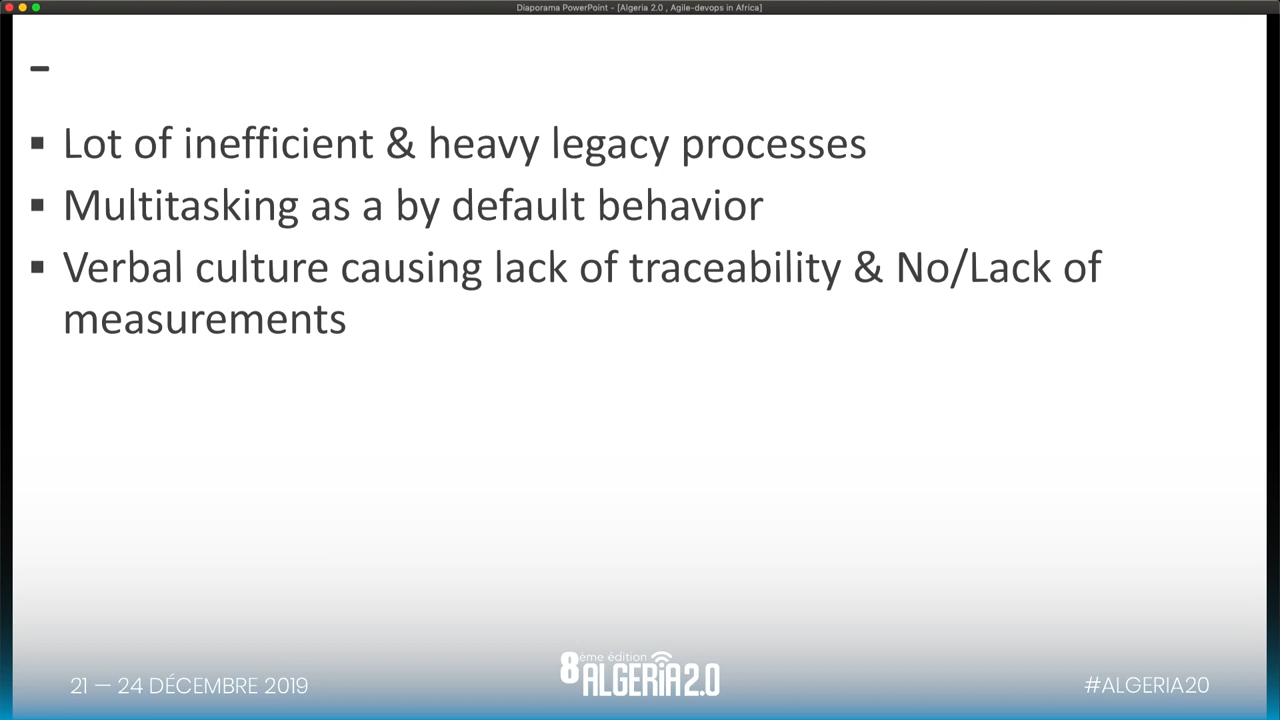 Diaporama PowerPoint - [Algeria 2.0 , Agile-devops in Africa]
-
▪ Lot of inefficient & heavy legacy processes
▪ Multitasking as a by default behavior
▪ Verbal culture causing lack of traceability & No/Lack of
measurements
21 — 24 DÉCEMBRE 2019
8ème édition
ALGERiA2.0
#ALGERIA20